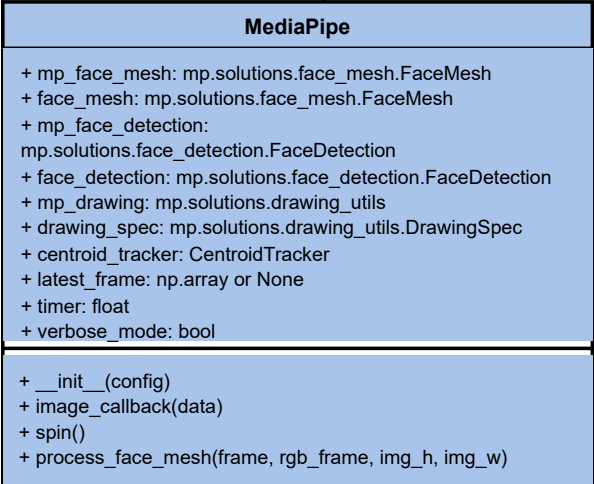 MediaPipe
+ mp_face_mesh: mp.solutions.face_mesh.FaceMesh
+ face_mesh: mp.solutions.face_mesh.FaceMesh
+ mp_face_detection:
mp.solutions.face_detection.FaceDetection
+ face_detection: mp.solutions.face_detection.FaceDetection
+ mp_drawing: mp.solutions.drawing_utils
+ drawing_spec: mp.solutions.drawing_utils.DrawingSpec
+ centroid_tracker: CentroidTracker
+ latest_frame: np.array or None
+ timer: float
+ verbose_mode: bool
+ __init__(config)
+ image_callback(data)
+ spin()
+ process_face_mesh(frame, rgb_frame, img_h, img_w)